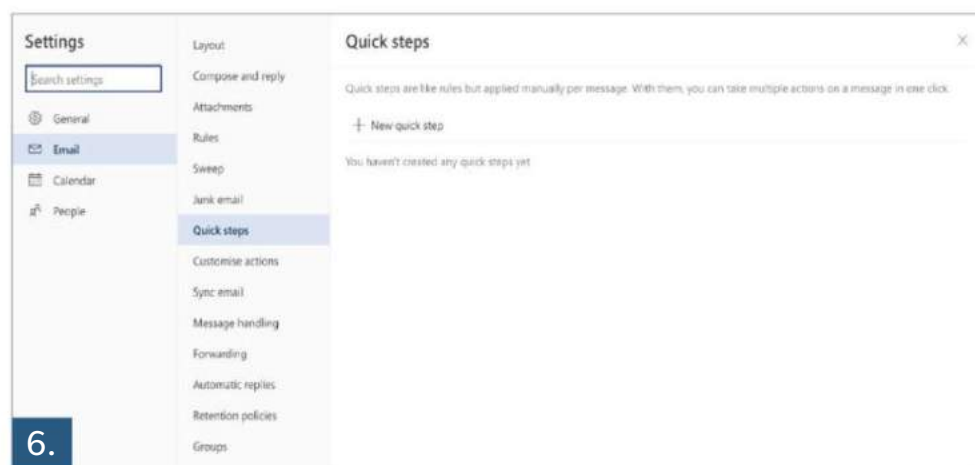 Settings
Search settings
General
Email
Calendar
People
Layout
Compose and reply
Attachments
Rules
Sweep
Junk email
Quick steps
Customise actions
Sync email
Message handling
Forwarding
Automatic replies
Retention policies
Groups
Quick steps
Quick steps are like rules but applied manually per message. With them, you can take multiple actions on a message in one click.
New quick step
You haven't created any quick steps yet
6.